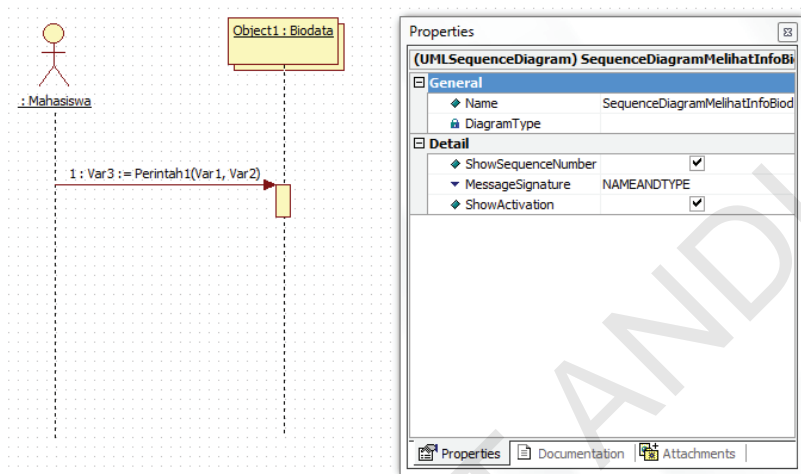 Object1 : Biodata
: Mahasiswa
1 : Var3 := Perintah1(Var1, Var2)
Properties
(UMLSequenceDiagram) SequenceDiagramMelihatInfoBi
General
Name SequenceDiagramMelihatInfoBiod
DiagramType
Detail
ShowSequenceNumber
MessageSignature NAMEANDTYPE
ShowActivation
Properties Documentation Attachments
T ANDI